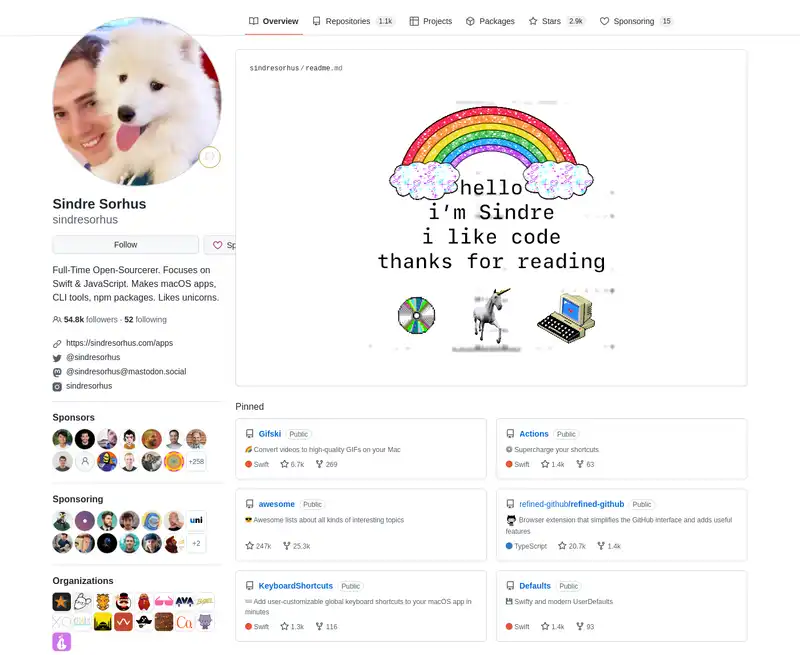 Overview
Repositories 1.1k
Projects
Packages
Stars 2.9k
Sponsoring 15
Sindre Sorhus
sindresorhus
Follow
Sp
Full-Time Open-Sourcerer. Focuses on
Swift & JavaScript. Makes macOS apps,
CLI tools, npm packages. Likes unicorns.
54.8k followers · 52 following
https://sindresorhus.com/apps
@sindresorhus
@sindresorhus@mastodon.social
sindresorhus
Sponsors
+258
Sponsoring
uni
+2
Organizations
AVA
Ca
sindresorhus/readme.md
hello
i'm Sindre
i like code
thanks for reading
Pinned
Gifski Public
Convert videos to high-quality GIFs on your Mac
Swift 6.7k 269
Actions Public
Supercharge your shortcuts
Swift 1.4k 63
awesome Public
Awesome lists about all kinds of interesting topics
247k 25.3k
refined-github/refined-github Public
Browser extension that simplifies the GitHub interface and adds useful
features
TypeScript 20.7k 1.4k
KeyboardShortcuts Public
Add user-customizable global keyboard shortcuts to your macOS app in
minutes
Swift 1.3k 116
Defaults Public
Swifty and modern UserDefaults
Swift 1.4k 93